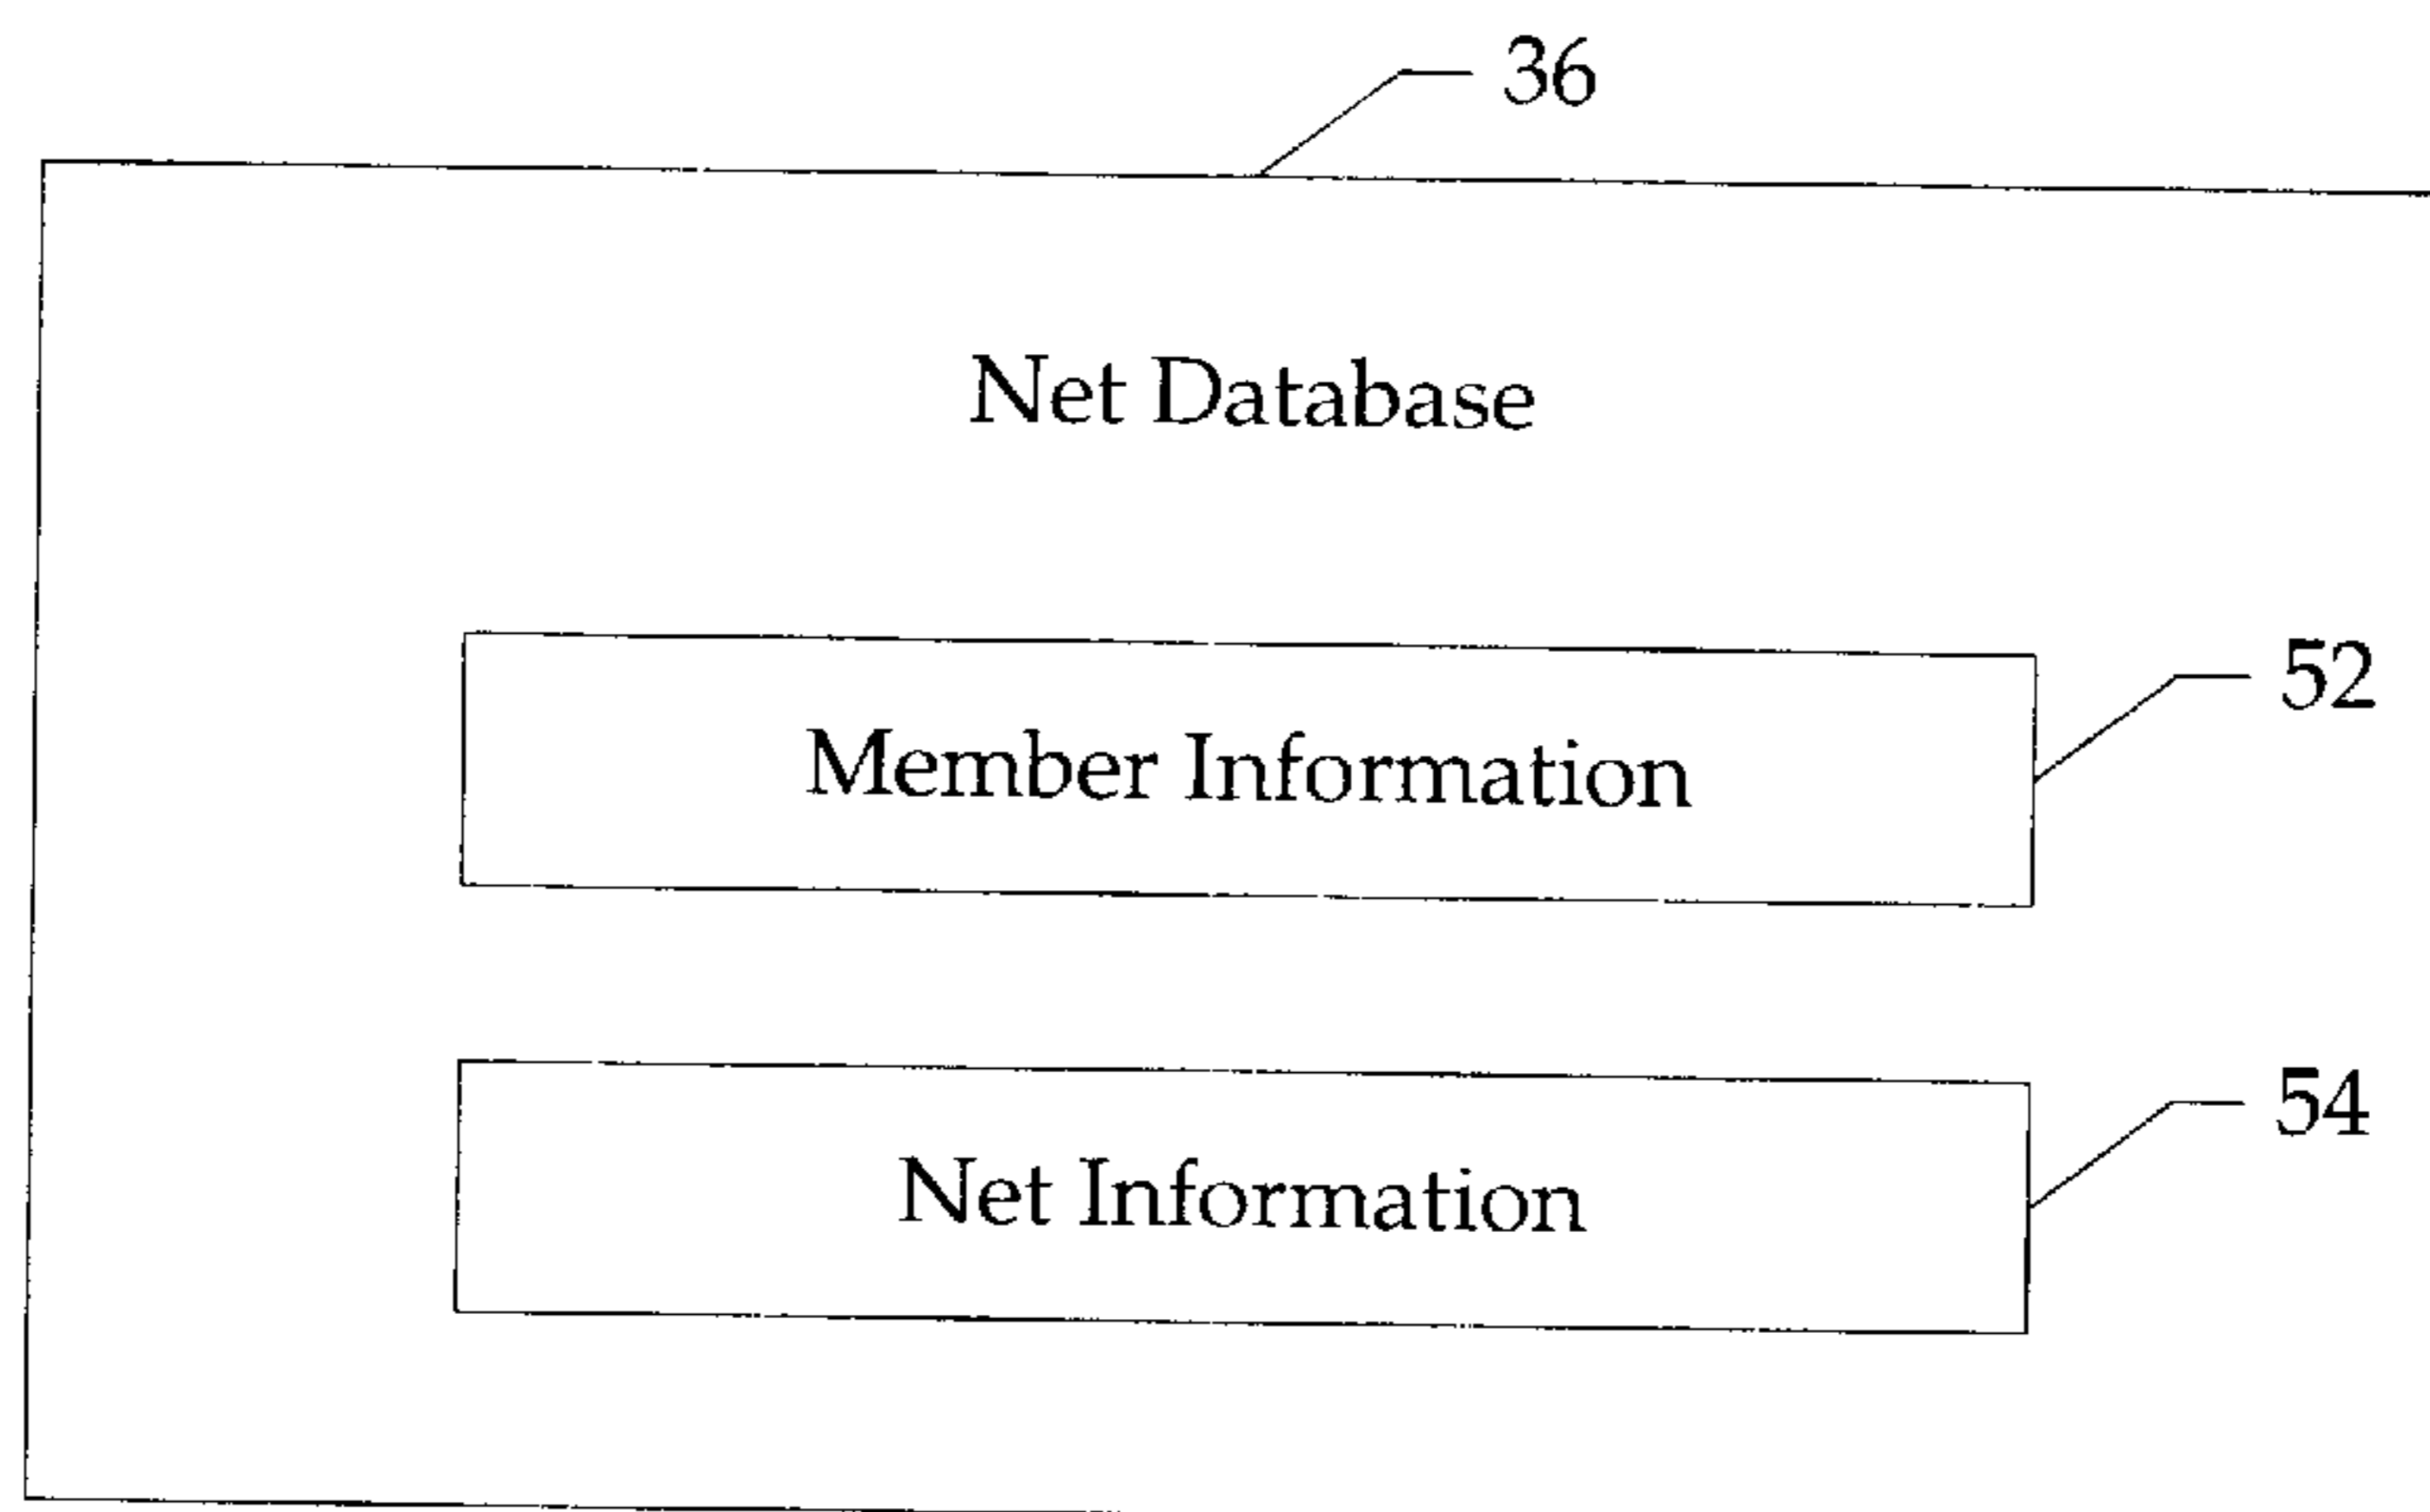 36
Net Database
52
Member Information
54
Net Information